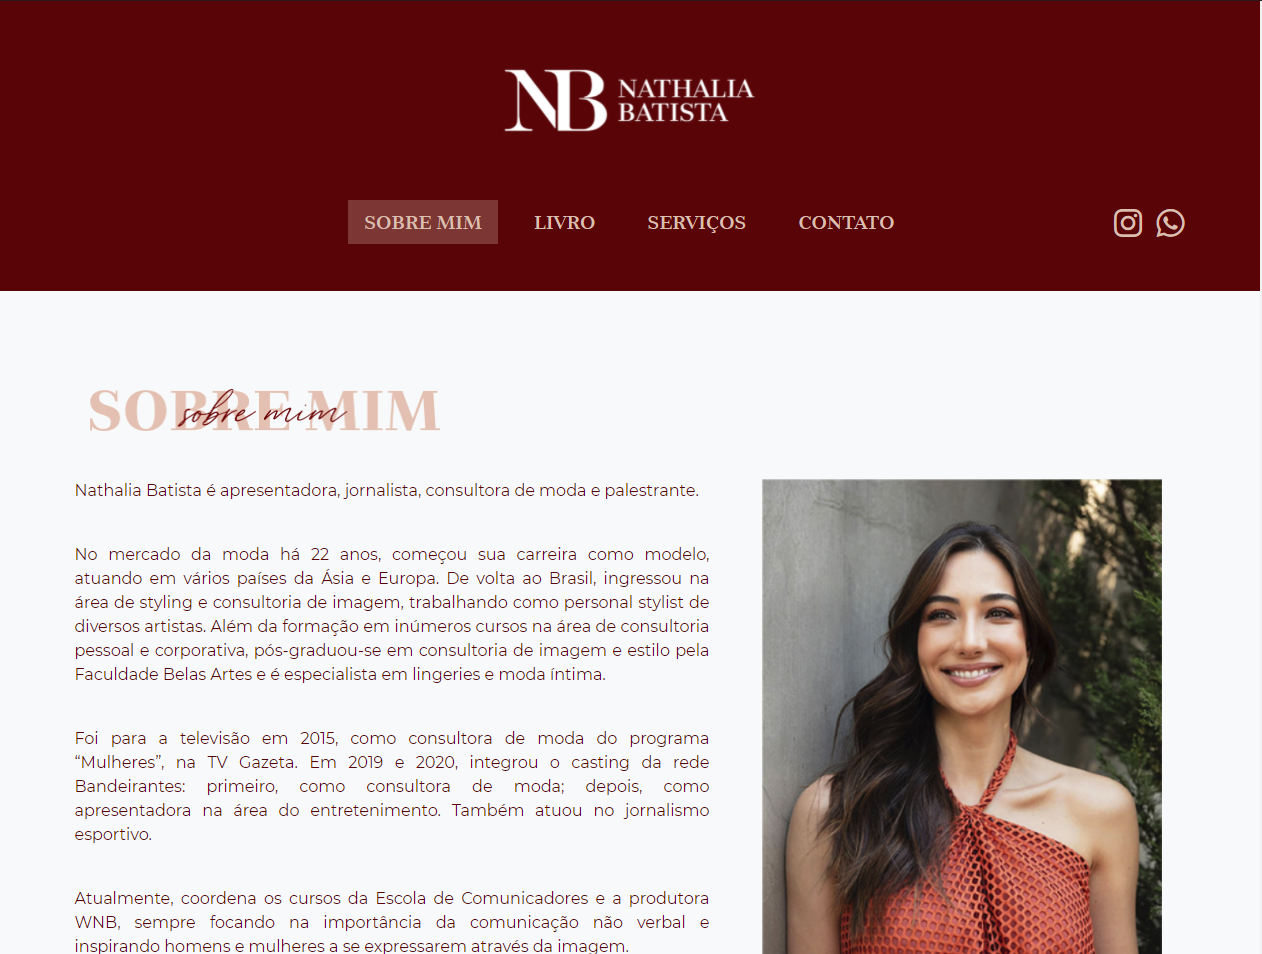 NB NATHALIA
BATISTA
SOBRE MIM LIVRO SERVIÇOS CONTATO
SOBRE MIM
sobre mim
Nathalia Batista é apresentadora, jornalista, consultora de moda e palestrante.
No mercado da moda há 22 anos, começou sua carreira como modelo,
atuando em vários países da Ásia e Europa. De volta ao Brasil, ingressou na
área de styling e consultoria de imagem, trabalhando como personal stylist de
diversos artistas. Além da formação em inúmeros cursos na área de consultoria
pessoal e corporativa, pós-graduou-se em consultoria de imagem e estilo pela
Faculdade Belas Artes e é especialista em lingeries e moda íntima.
Foi para a televisão em 2015, como consultora de moda do programa
“Mulheres”, na TV Gazeta. Em 2019 e 2020, integrou o casting da rede
Bandeirantes: primeiro, como consultora de moda; depois, como
apresentadora na área do entretenimento. Também atuou no jornalismo
esportivo.
Atualmente, coordena os cursos da Escola de Comunicadores e a produtora
WNB, sempre focando na importância da comunicação não verbal e
inspirando homens e mulheres a se expressarem através da imagem.